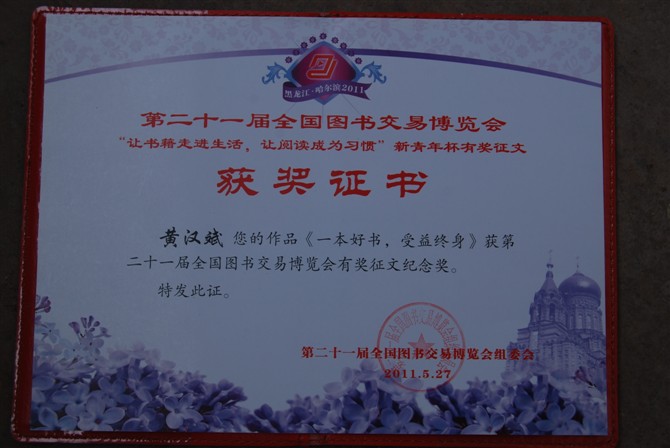 黑龙江·哈尔滨2011
第二十一届全国图书交易博览会
“让书籍走进生活，让阅读成为习惯”新青年杯有奖征文
获奖证书
黄汉斌 您的作品《一本好书，受益终身》获第
二十一届全国图书交易博览会有奖征文纪念奖。
特发此证。
第二十一届全国图书交易博览会组委会
2011.5.27